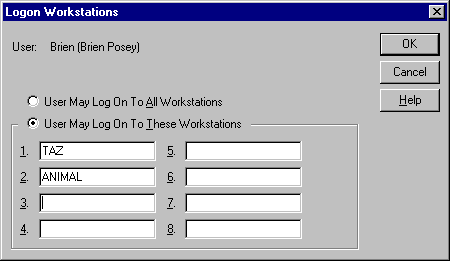 Logon Workstations
User: Brien (Brien Posey)
OK
Cancel
Help
User May Log On To All Workstations
User May Log On To These Workstations
1. TAZ 5.
2. ANIMAL 6.
3. 7.
4. 8.